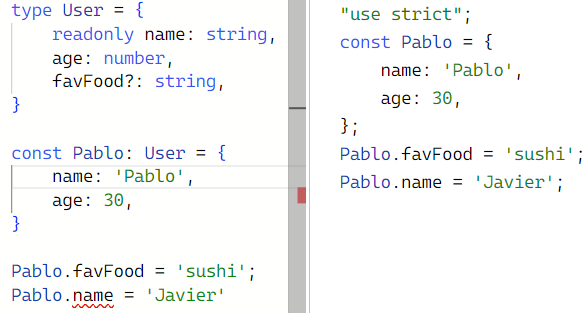 type User = {
    readonly name: string,
    age: number,
    favFood?: string,
}

const Pablo: User = {
    name: 'Pablo',
    age: 30,
}

Pablo.favFood = 'sushi';
Pablo.name = 'Javier'

"use strict";
const Pablo = {
    name: 'Pablo',
    age: 30,
};
Pablo.favFood = 'sushi';
Pablo.name = 'Javier';